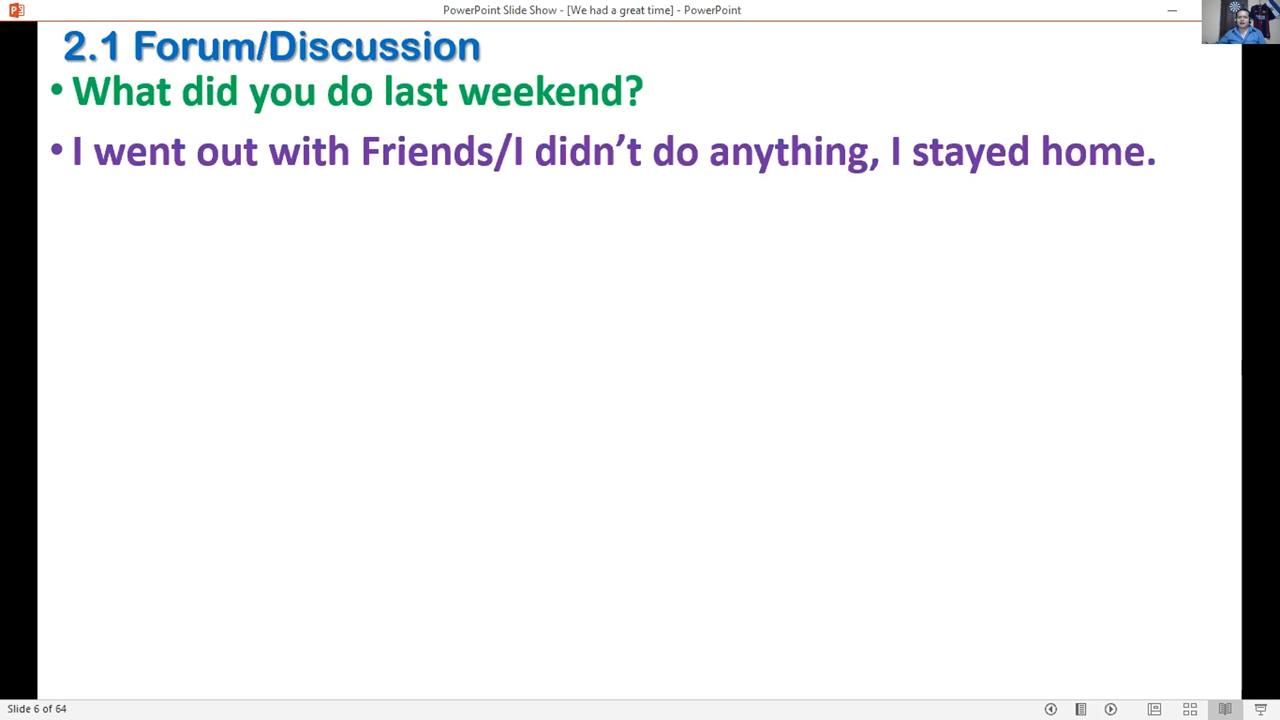 PowerPoint Slide Show - [We had a great time] - PowerPoint
2.1 Forum/Discussion
• What did you do last weekend?
• I went out with Friends/I didn’t do anything, I stayed home.
Slide 6 of 64